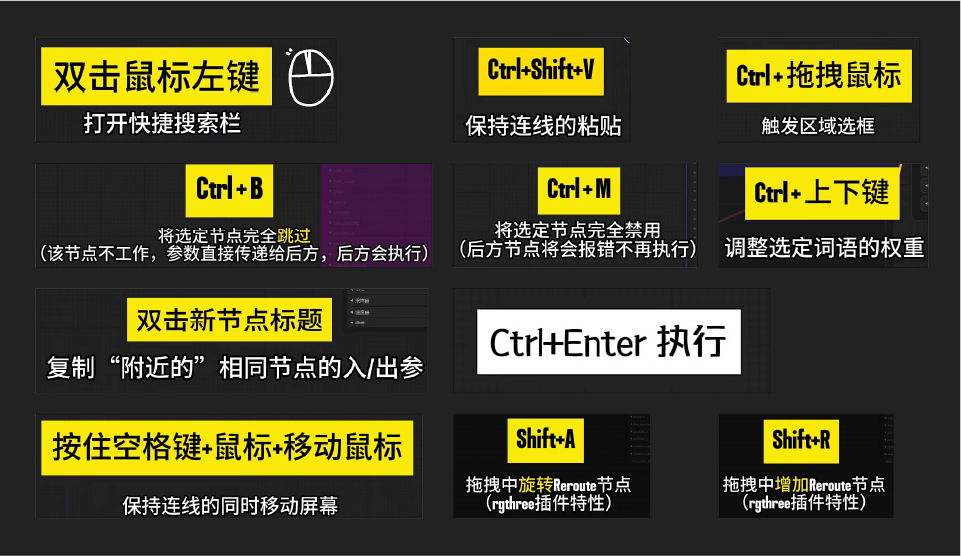 双击鼠标左键
打开快捷搜索栏
Ctrl+Shift+V
保持连线的粘贴
Ctrl+拖拽鼠标
触发区域选框
Ctrl+B
将选定节点完全跳过
（该节点不工作，参数直接传递给后方，后方会执行）
Ctrl+M
将选定节点完全禁用
（后方节点将会报错不再执行）
Ctrl+上下键
调整选定词语的权重
双击新节点标题
复制“附近的”相同节点的入/出参
Ctrl+Enter 执行
按住空格键+鼠标+移动鼠标
保持连线的同时移动屏幕
Shift+A
拖拽中旋转Reroute节点
（rgthree插件特性）
Shift+R
拖拽中增加Reroute节点
（rgthree插件特性）